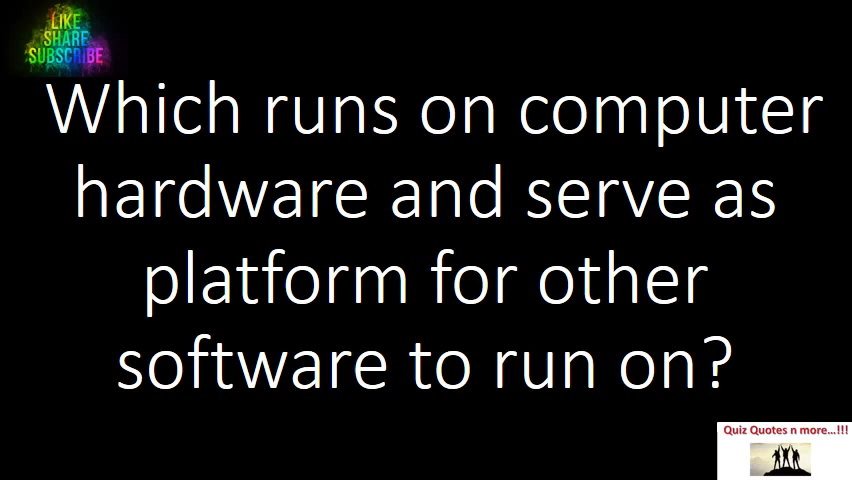 LIKE
SHARE
SUBSCRIBE
Which runs on computer
hardware and serve as
platform for other
software to run on?
Quiz Quotes n more...!!!